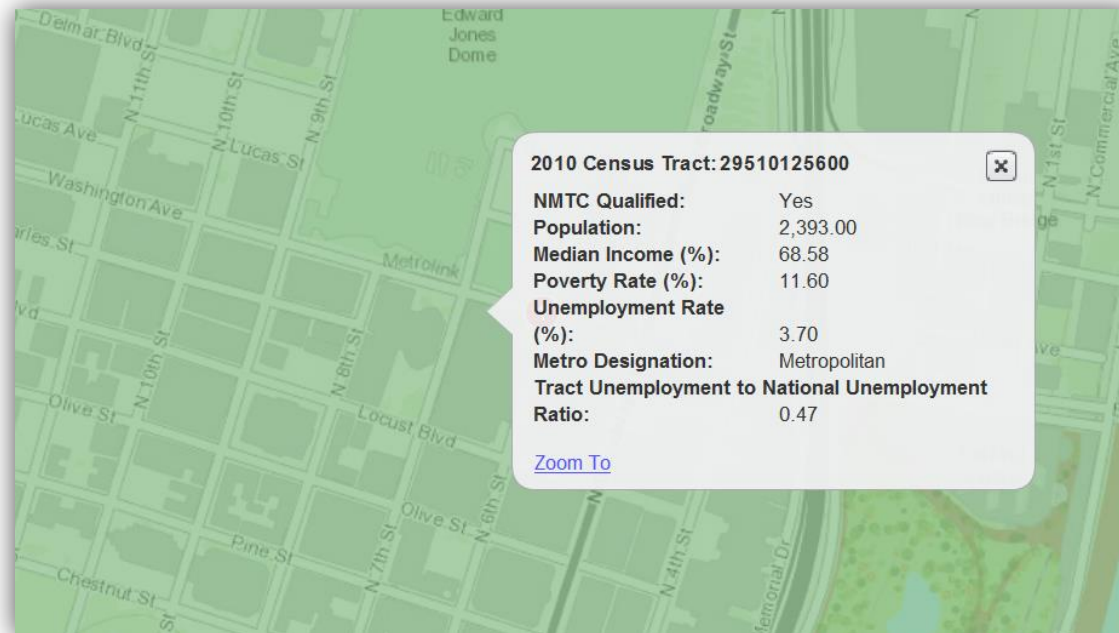 Delmar Blvd
Edward
Jones
Dome
N 11th St
N 10th St
N 9th St
Lucas Ave
Lucas St
Washington Ave
Charles St
Metrolink
N 10th St
N 8th St
Olive St
Locust Blvd
Olive St
N 6th St
Pine St
N 7th St
Chestnut St
N 4th St
Memorial Dr
N 1st St
N Commercial Ave
2010 Census Tract: 29510125600
NMTC Qualified: Yes
Population: 2,393.00
Median Income (%): 68.58
Poverty Rate (%): 11.60
Unemployment Rate
(%): 3.70
Metro Designation: Metropolitan
Tract Unemployment to National Unemployment
Ratio: 0.47
Zoom To